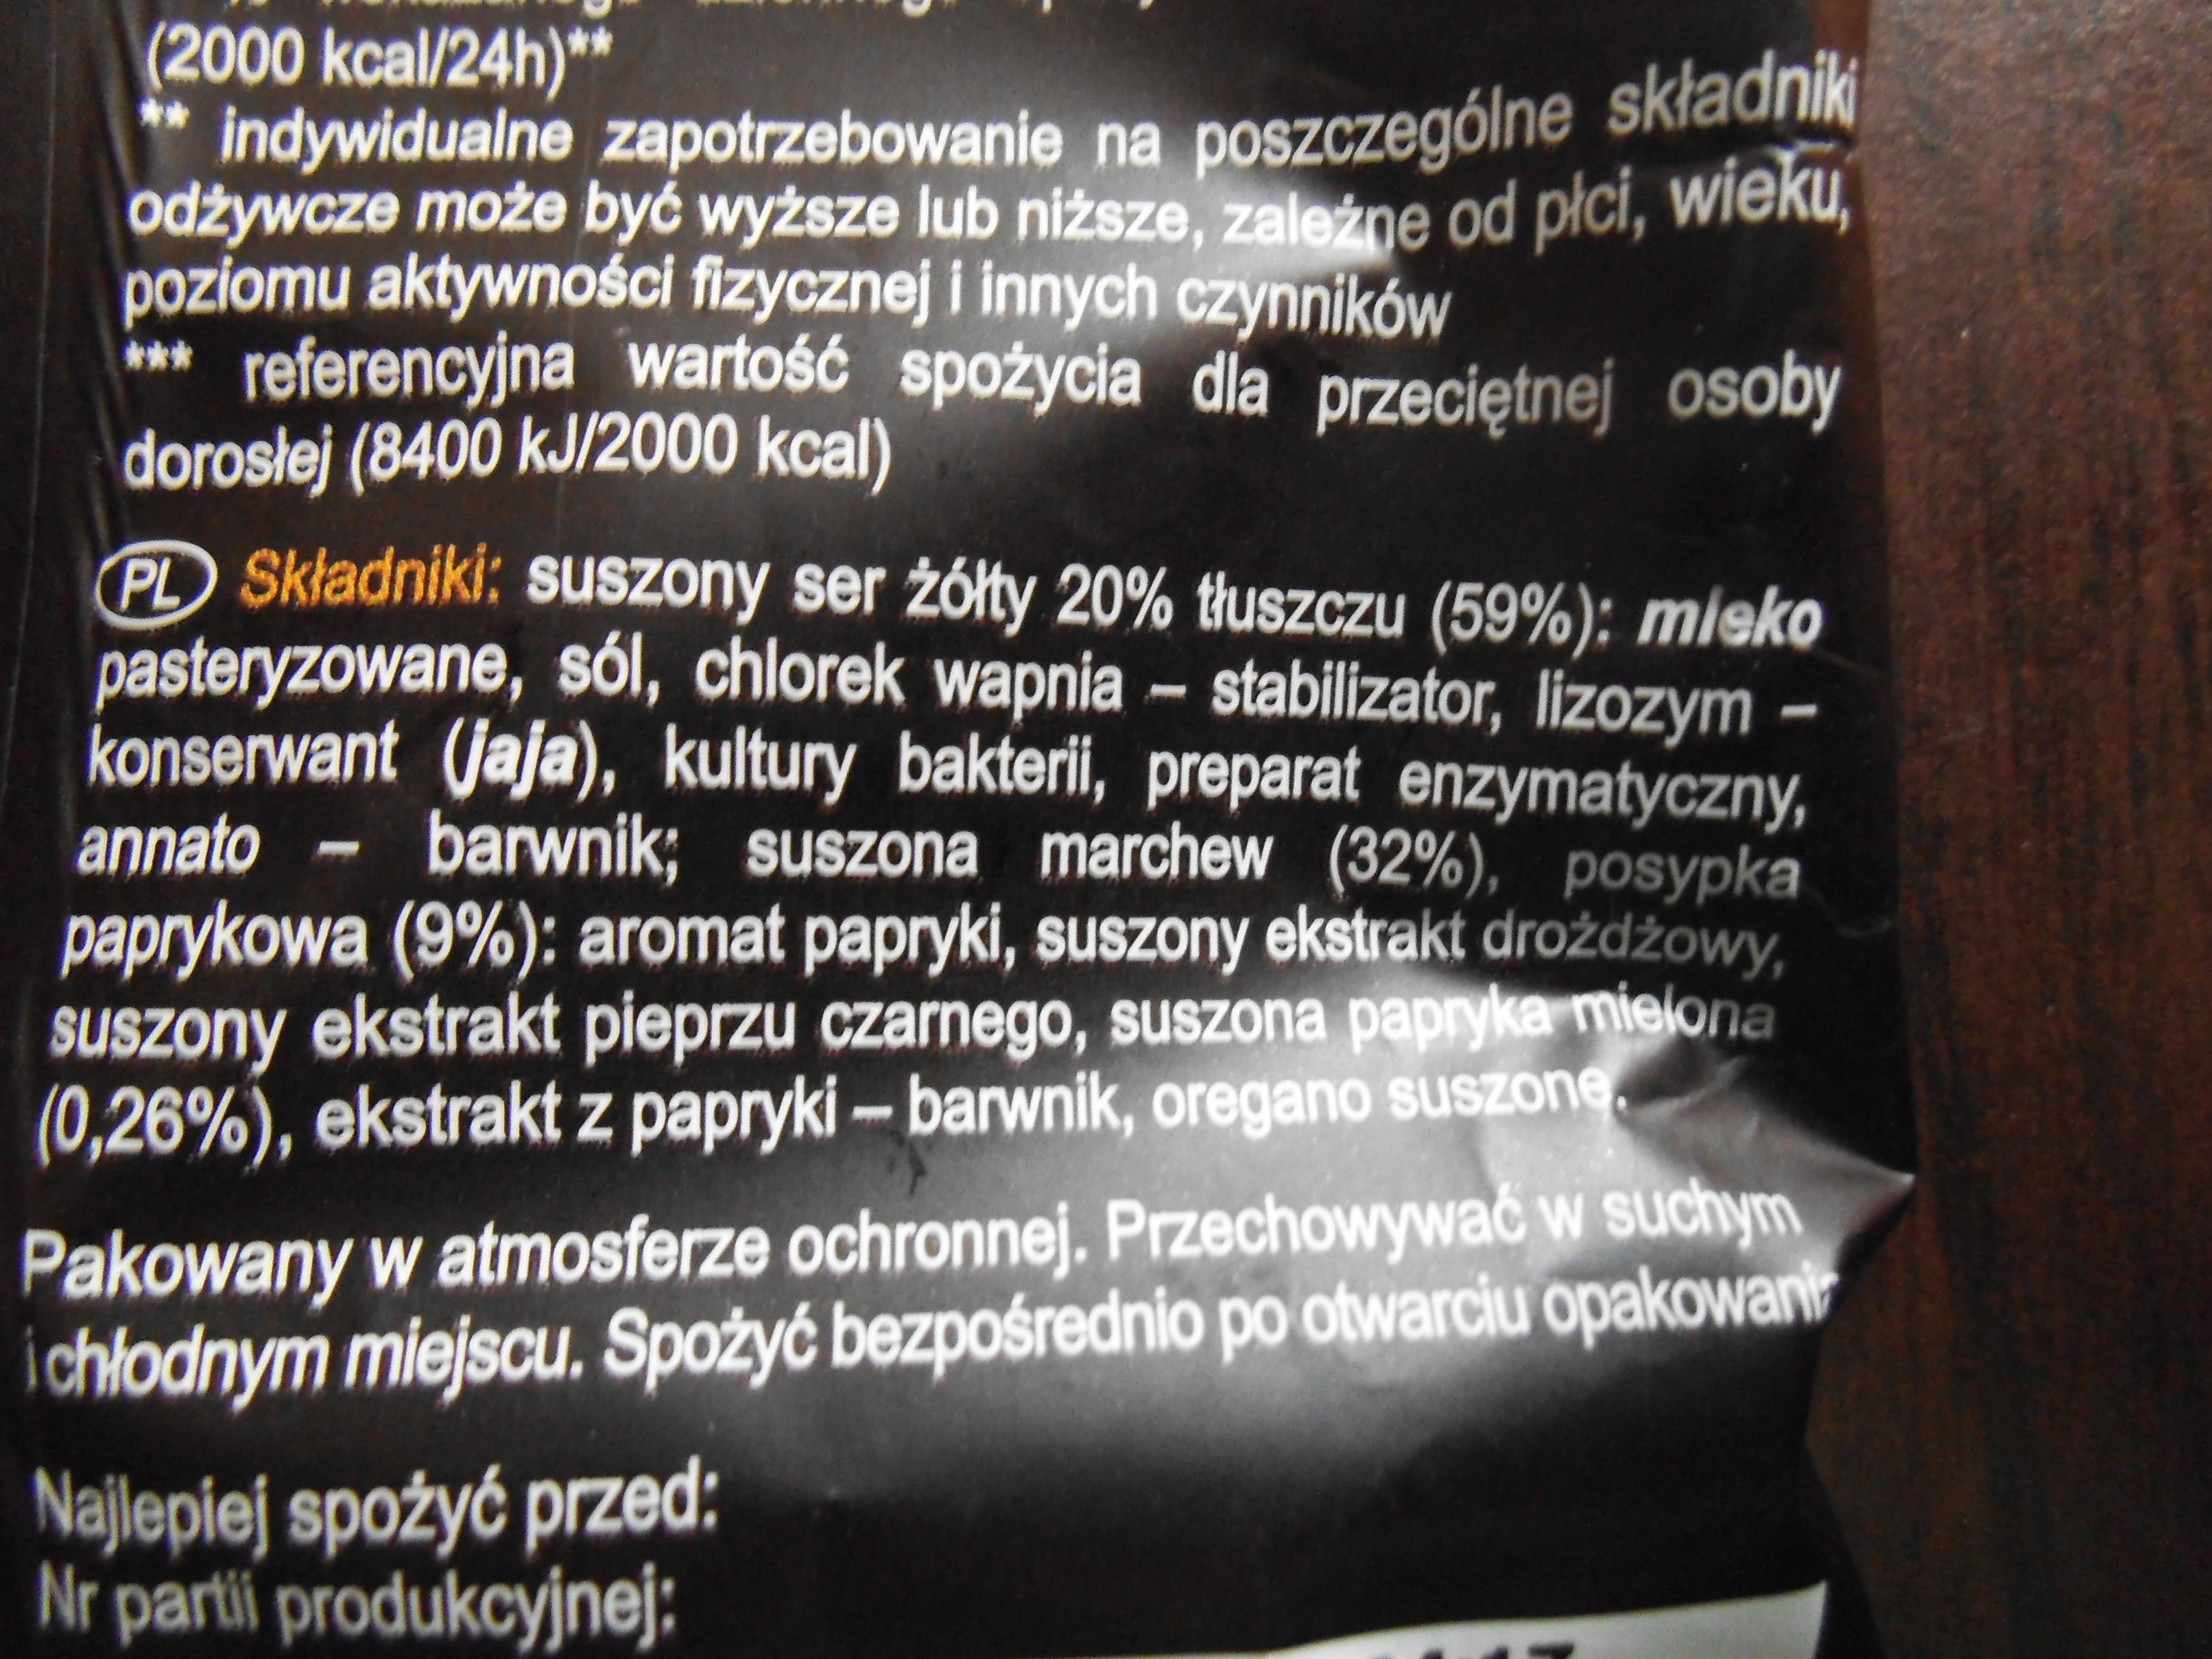 (2000 kcal/24h)**
** indywidualne zapotrzebowanie na poszczególne składniki
odżywcze może być wyższe lub niższe, zależne od płci, wieku,
poziomu aktywności fizycznej i innych czynników
*** referencyjna wartość spożycia dla przeciętnej osoby
dorosłej (8400 kJ/2000 kcal)
PL Składniki: suszony ser żółty 20% tłuszczu (59%): mleko
pasteryzowane, sól, chlorek wapnia – stabilizator, lizozym –
konserwant (jaja), kultury bakterii, preparat enzymatyczny,
annato – barwnik; suszona marchew (32%), posypka
paprykowa (9%): aromat papryki, suszony ekstrakt drożdżowy,
suszony ekstrakt pieprzu czarnego, suszona papryka mielona
(0,26%), ekstrakt z papryki – barwnik, oregano suszone.
Pakowany w atmosferze ochronnej. Przechowywać w suchym
i chłodnym miejscu. Spożyć bezpośrednio po otwarciu opakowania
Najlepiej spożyć przed:
Nr partii produkcyjnej: